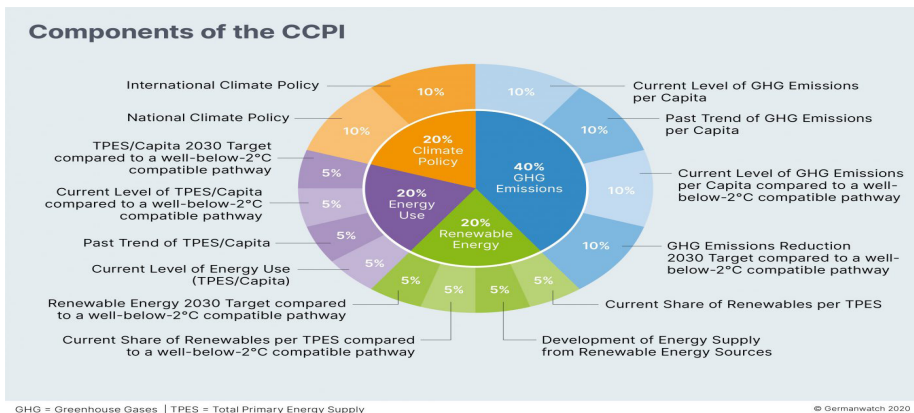 Components of the CCPI
International Climate Policy
National Climate Policy
TPES/Capita 2030 Target
compared to a well-below-2°C
compatible pathway
Current Level of TPES/Capita
compared to a well-below-2°C
compatible pathway
Past Trend of TPES/Capita
Current Level of Energy Use
(TPES/Capita)
Renewable Energy 2030 Target compared
to a well-below-2°C compatible pathway
Current Share of Renewables per TPES compared
to a well-below-2°C compatible pathway
10%
10%
5%
5%
5%
5%
5%
5%
5%
5%
10%
10%
10%
10%
20%
Climate
Policy
40%
GHG
Emissions
20%
Energy
Use
20%
Renewable
Energy
Current Level of GHG Emissions
per Capita
Past Trend of GHG Emissions
per Capita
Current Level of GHG Emissions
per Capita compared to a well-
below-2°C compatible pathway
GHG Emissions Reduction
2030 Target compared to a well-
below-2°C compatible pathway
Current Share of Renewables per TPES
Development of Energy Supply
from Renewable Energy Sources
GHG = Greenhouse Gases | TPES = Total Primary Energy Supply
© Germanwatch 2020